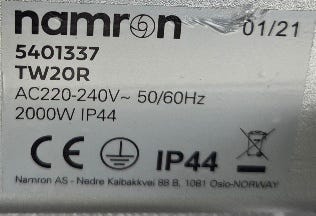 namron 01/21
5401337
TW20R
AC220-240V~ 50/60Hz
2000W IP44
CE IP44
Namron AS - Nedre Kalbakkvei 88 B, 1081 Oslo-NORWAY